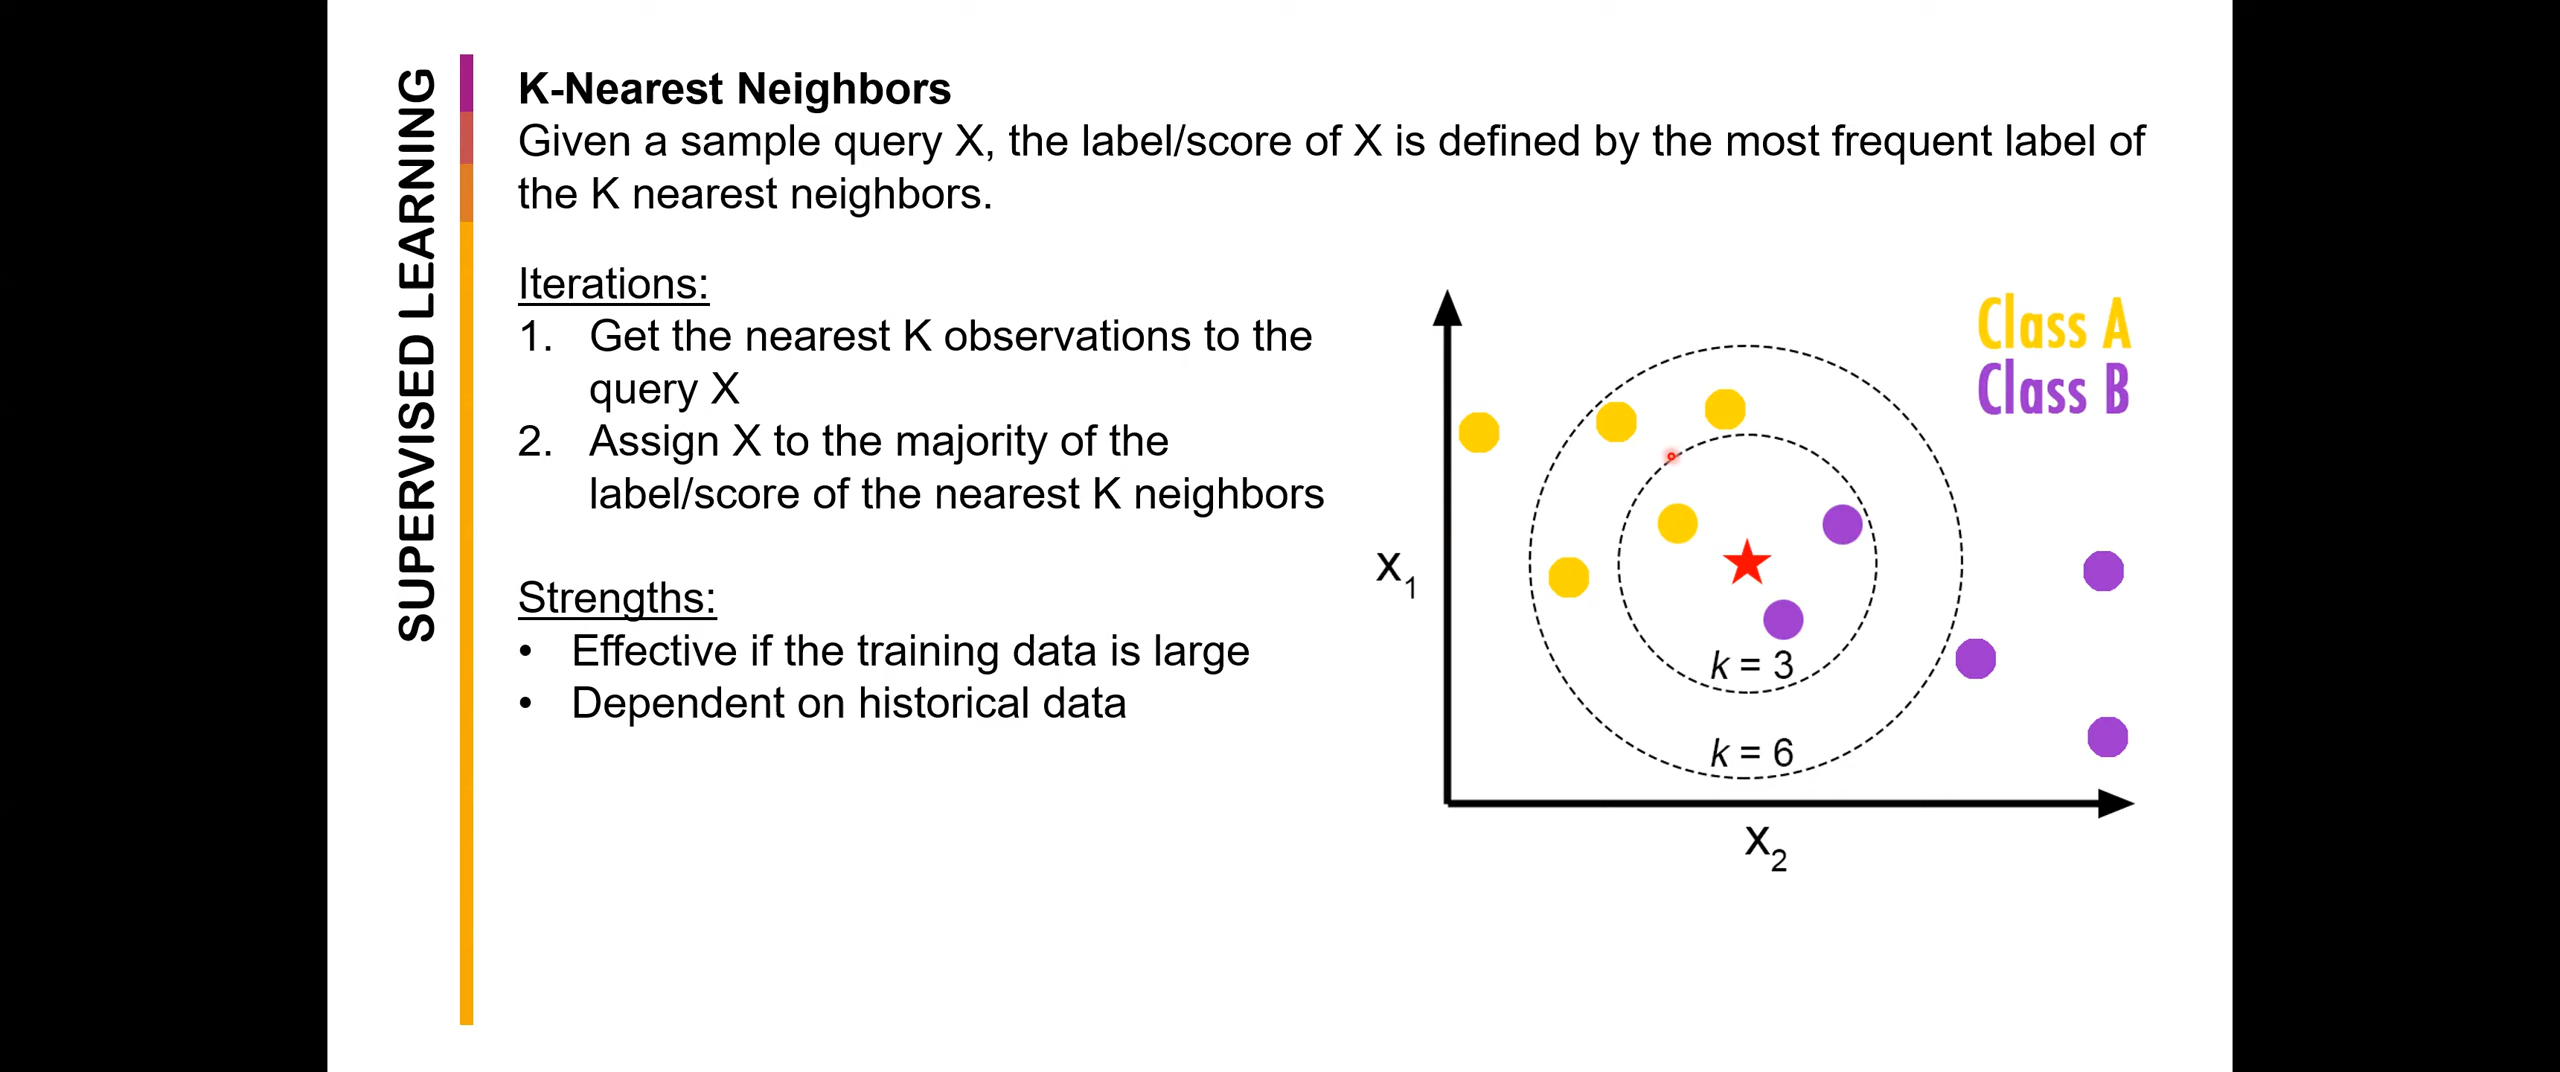 SUPERVISED LEARNING
K-Nearest Neighbors
Given a sample query X, the label/score of X is defined by the most frequent label of
the K nearest neighbors.
Iterations:
1. Get the nearest K observations to the
query X
2. Assign X to the majority of the
label/score of the nearest K neighbors
Strengths:
• Effective if the training data is large
• Dependent on historical data
Class A
Class B
X₁
k = 3
k = 6
X₂